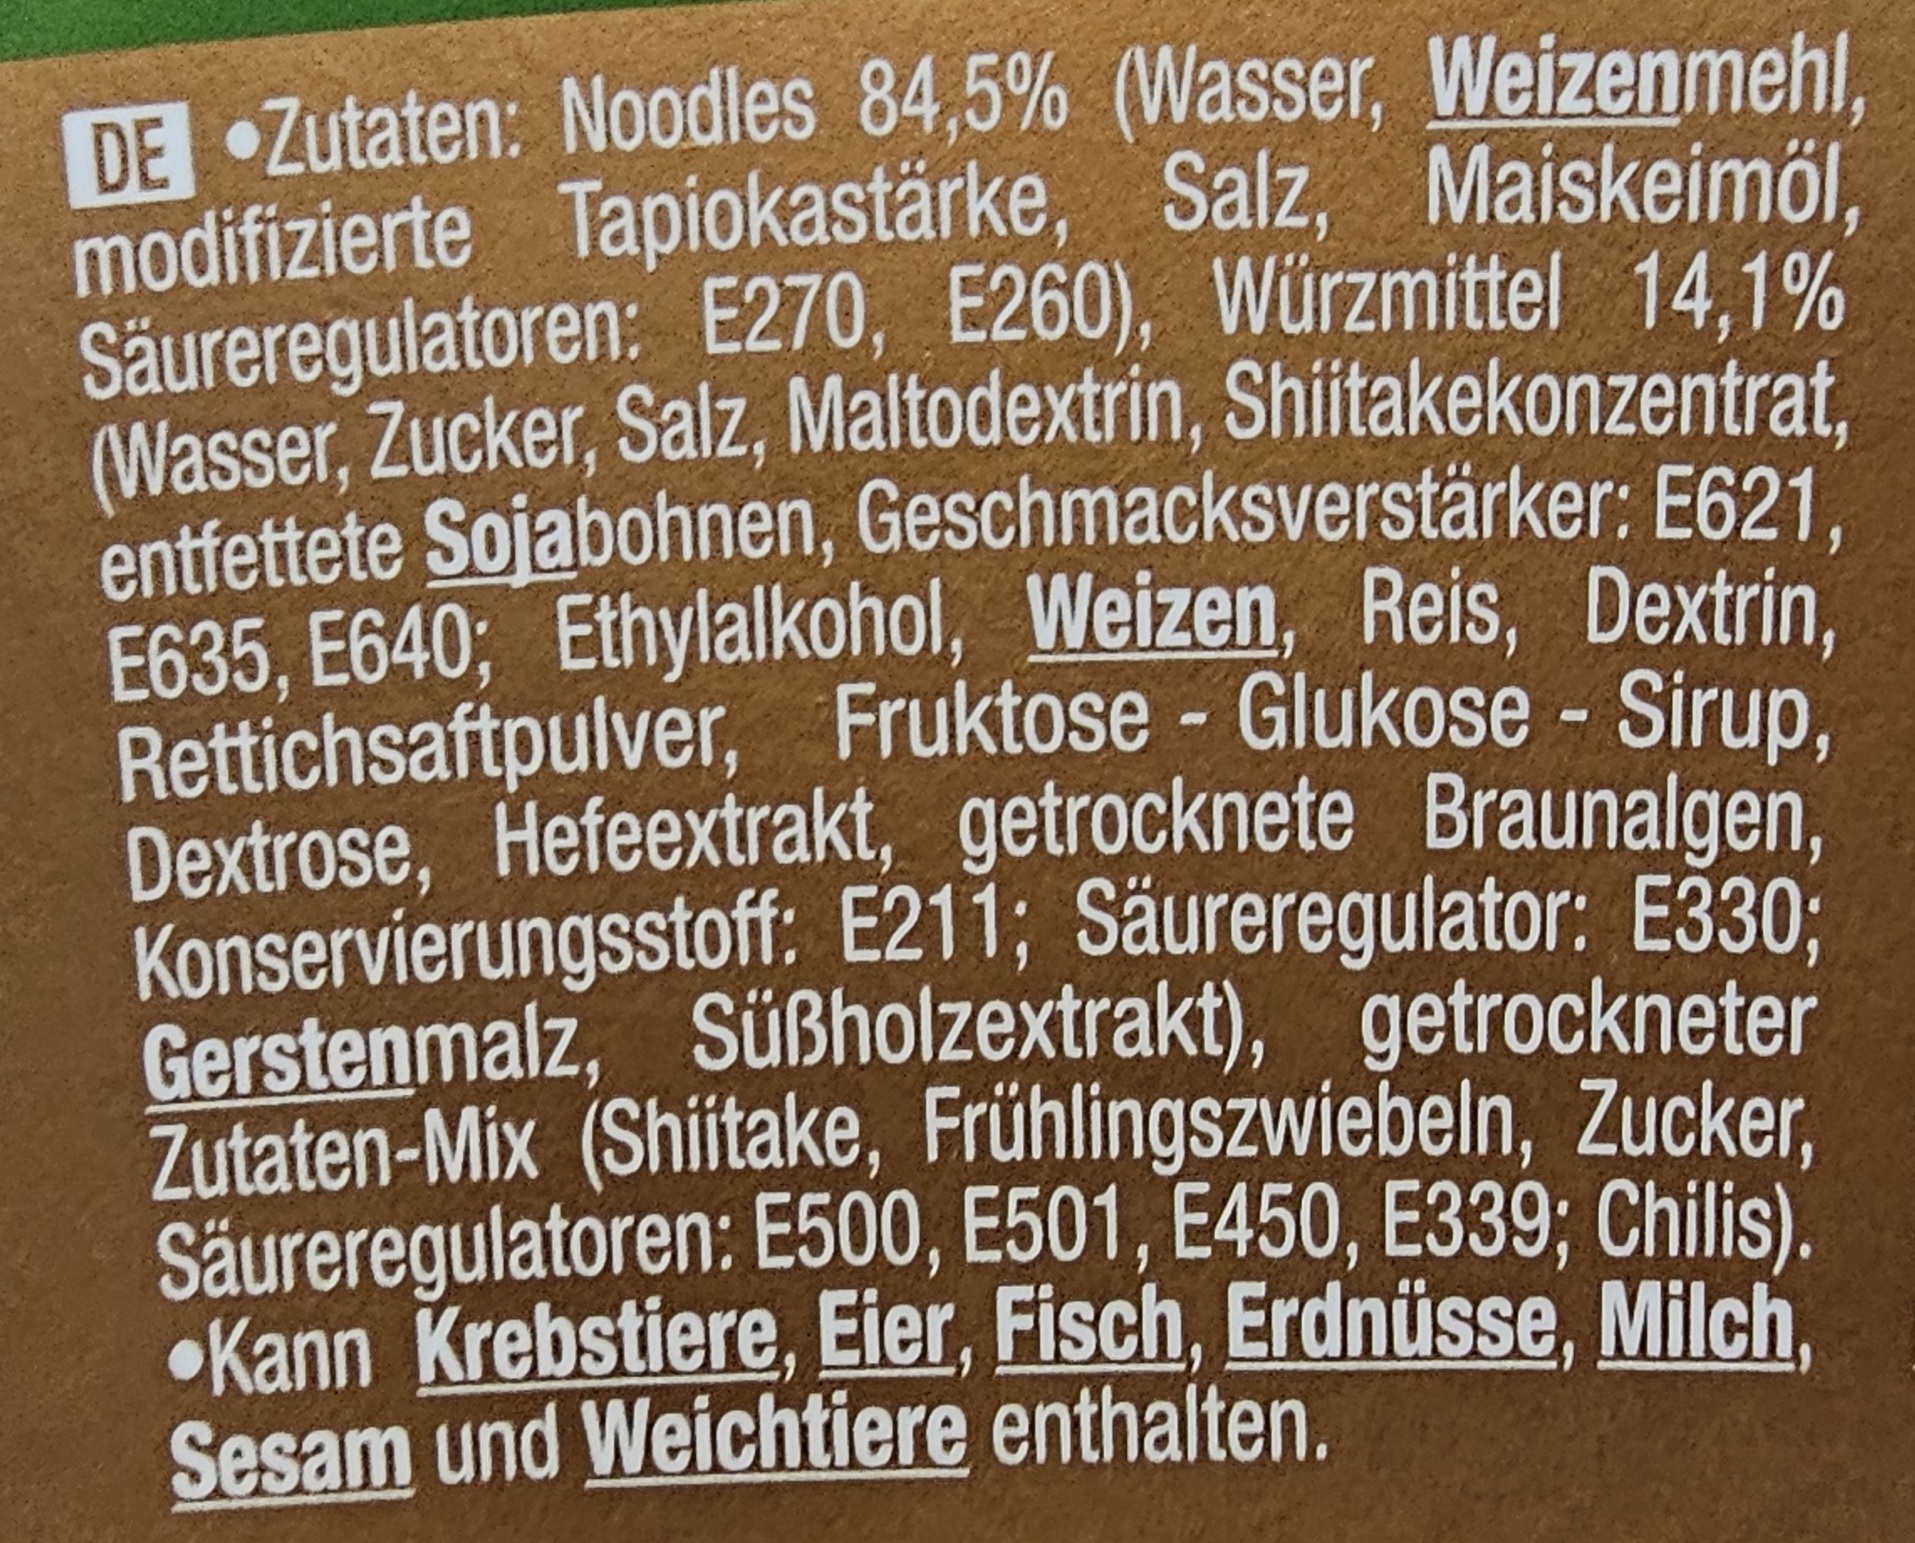 DE •Zutaten: Noodles 84,5% (Wasser, Weizenmehl,
modifizierte Tapiokastärke, Salz, Maiskeimöl,
Säureregulatoren: E270, E260), Würzmittel 14,1%
(Wasser, Zucker, Salz, Maltodextrin, Shiitakekonzentrat,
entfettete Sojabohnen, Geschmacksverstärker: E621,
E635, E640; Ethylalkohol, Weizen, Reis, Dextrin,
Rettichsaftpulver, Fruktose - Glukose - Sirup,
Dextrose, Hefeextrakt, getrocknete Braunalgen,
Konservierungsstoff: E211; Säureregulator: E330;
Gerstenmalz, Süßholzextrakt), getrockneter
Zutaten-Mix (Shiitake, Frühlingszwiebeln, Zucker,
Säureregulatoren: E500, E501, E450, E339; Chilis).
•Kann Krebstiere, Eier, Fisch, Erdnüsse, Milch,
Sesam und Weichtiere enthalten.